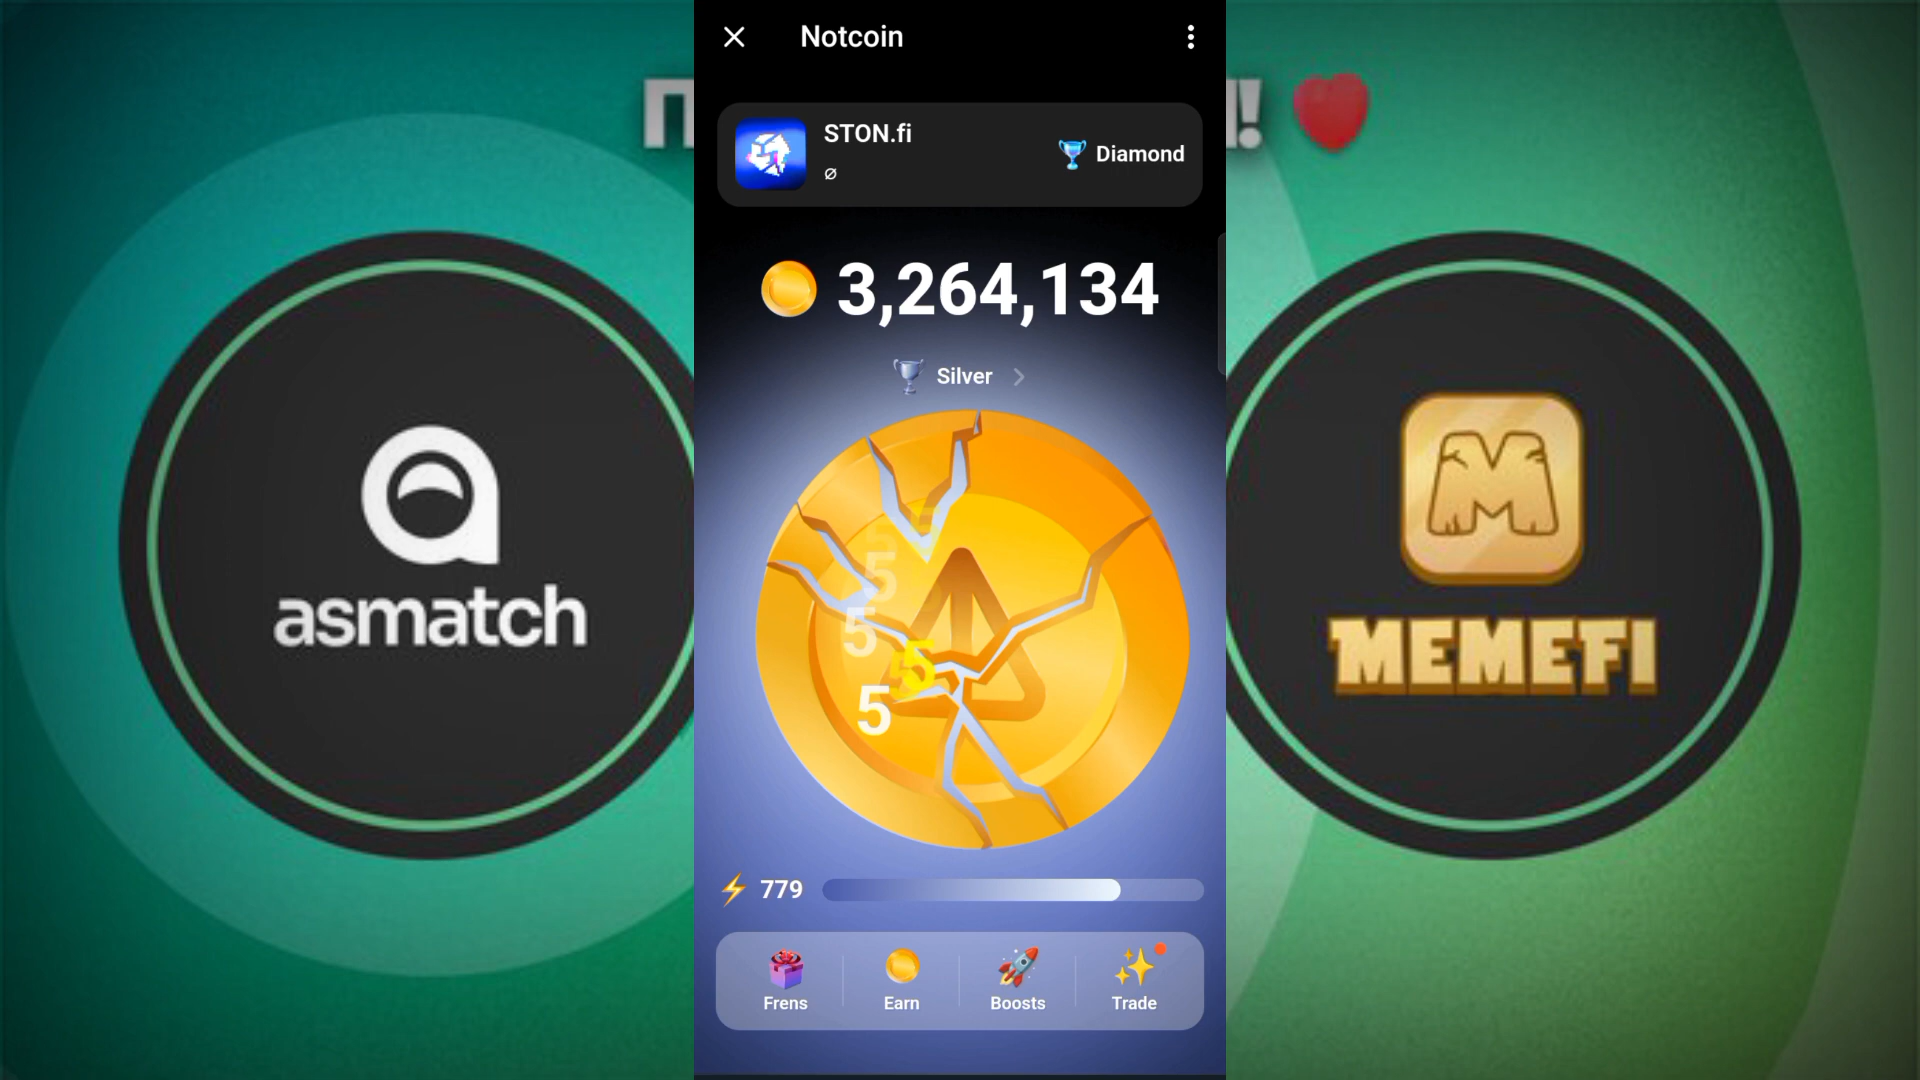 Notcoin
STON.fi
Diamond
3,264,134
Silver
5
5
5
5
779
Frens
Earn
Boosts
Trade
asmatch
MEMEFI